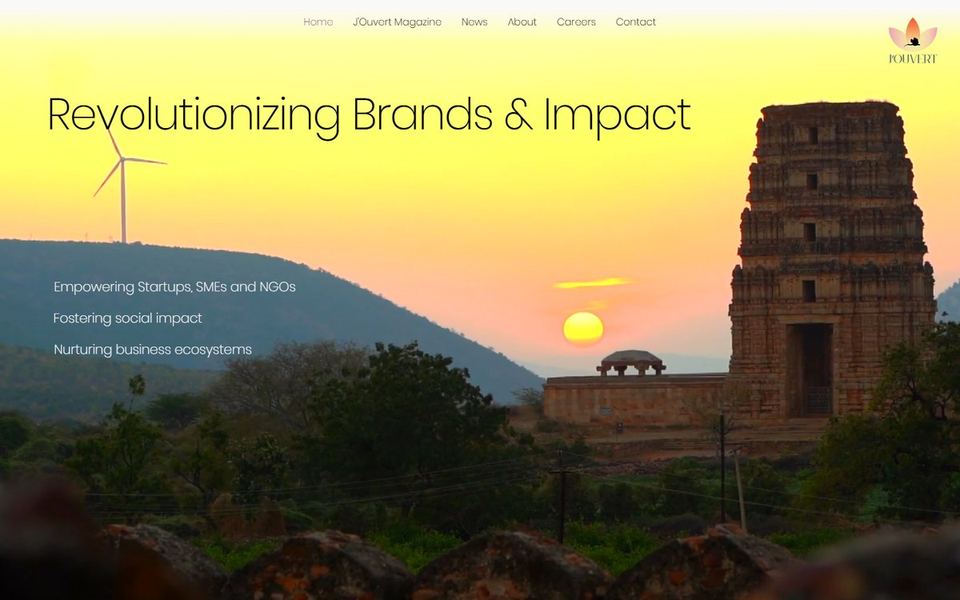 Home J'Ouvert Magazine News About Careers Contact
J'OUVERT
Revolutionizing Brands & Impact
Empowering Startups, SMEs and NGOs
Fostering social impact
Nurturing business ecosystems